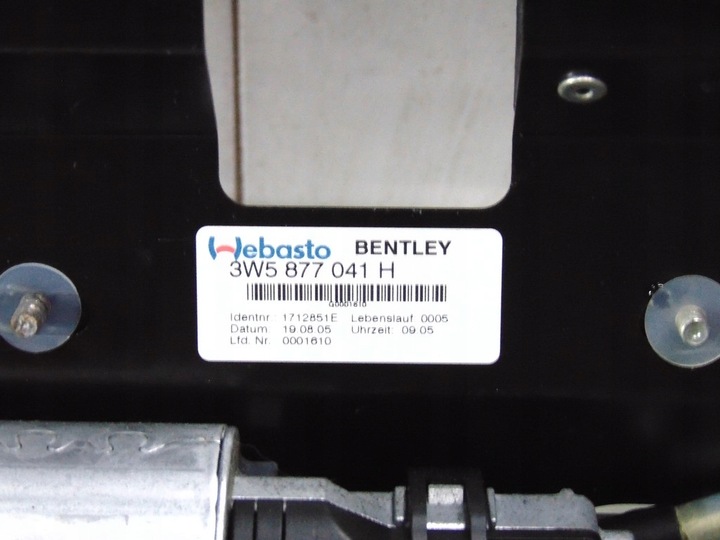 Webasto BENTLEY
3W5 877 041 H
G0001610
Identnr.: 1712851E Lebenslauf: 0005
Datum: 19.08.05 Uhrzeit: 09.05
Lfd. Nr. 0001610